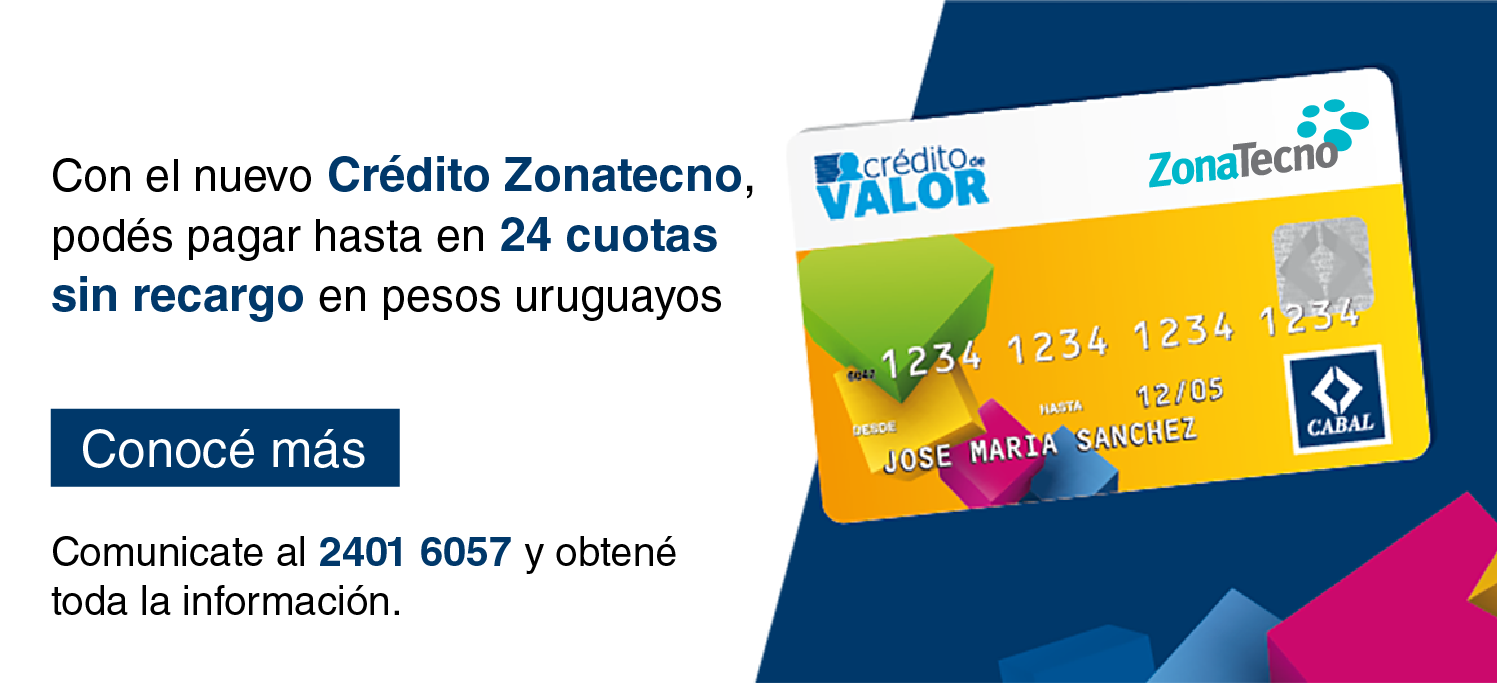 Con el nuevo Crédito Zonatecno,
podés pagar hasta en 24 cuotas
sin recargo en pesos uruguayos
Conocé más
Comunicate al 2401 6057 y obtené
toda la información.
crédito de
VALOR
ZonaTecno
1234 1234 1234 1234
6042
DESDE HASTA 12/05
JOSE MARIA SANCHEZ
CABAL